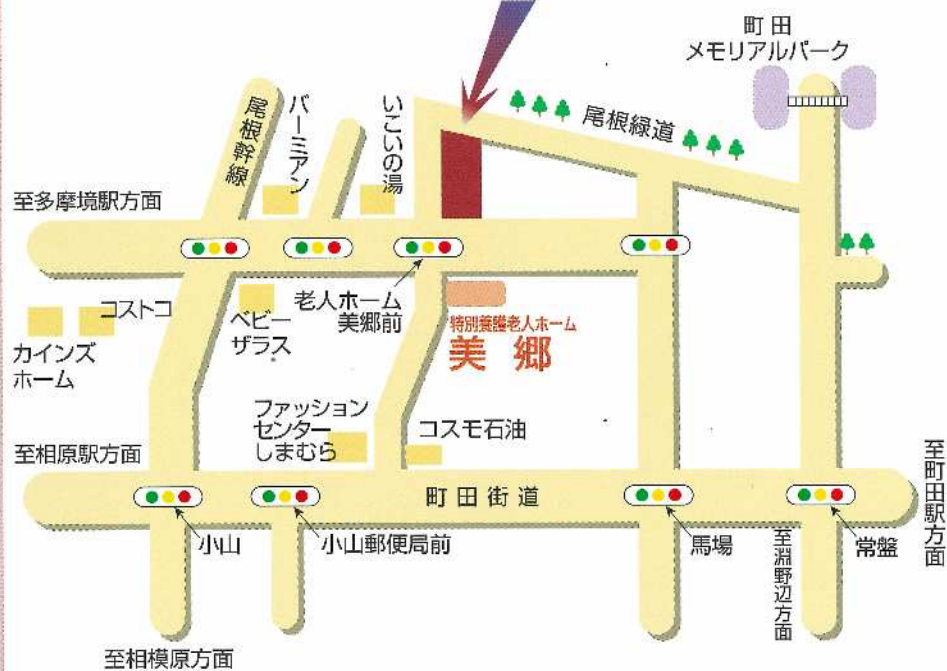 町田
メモリアルパーク
尾根幹線
バーミアン
いこいの湯
尾根緑道
至多摩境駅方面
コストコ
カインズ
ホーム
ベビー
ザラス
老人ホーム
美郷前
特別養護老人ホーム
美郷
ファッション
センター
しまむら
コスモ石油
至相原駅方面
町田街道
至町田駅方面
小山
小山郵便局前
馬場
至淵野辺方面
常盤
至相模原方面